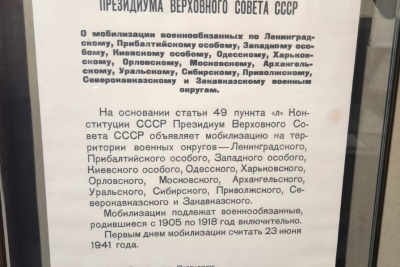 ПРЕЗИДИУМА ВЕРХОВНОГО СОВЕТА СССР
О мобилизации военнообязанных по Ленинград-
скому, Прибалтийскому особому, Западному осо-
бому, Киевскому особому, Одесскому, Харьков-
скому, Орловскому, Московскому, Архангель-
скому, Уральскому, Сибирскому, Приволжскому,
Северокавказскому и Закавказскому военным
округам.
На основании статьи 49 пункта «л» Кон-
ституции СССР Президиум Верховного Со-
вета СССР объявляет мобилизацию на тер-
ритории военных округов—Ленинградского,
Прибалтийского особого, Западного особого,
Киевского особого, Одесского, Харьковского,
Орловского, Московского, Архангельского,
Уральского, Сибирского, Приволжского, Се-
верокавказского и Закавказского.
Мобилизации подлежат военнообязанные,
родившиеся с 1905 по 1918 год включительно.
Первым днем мобилизации считать 23 июня
1941 года.